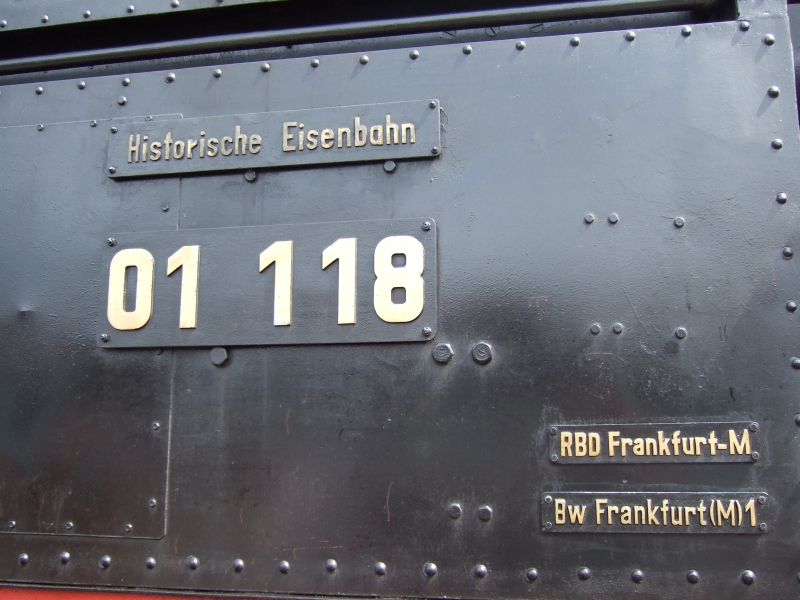 Historische Eisenbahn
01 118
RBD Frankfurt-M
Bw Frankfurt(M)1